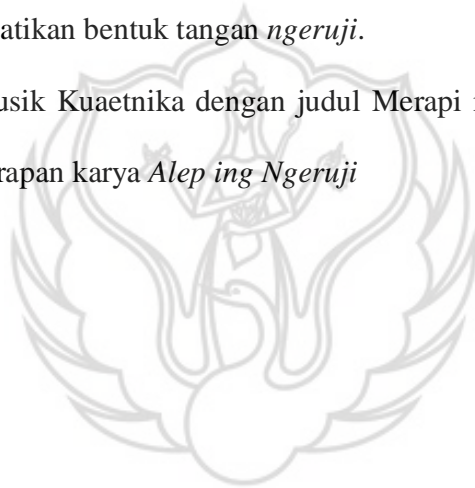 atikan bentuk tangan ngeruji.
usik Kuaetnika dengan judul Merapi
rapan karya Alep ing Ngeruji